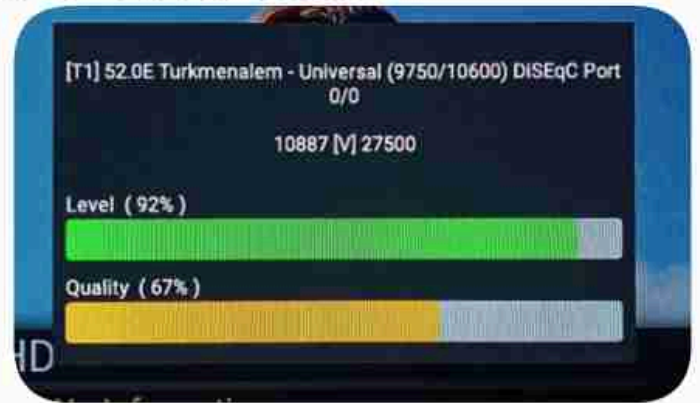 [T1] 52.0E Turkmenalem - Universal (9750/10600) DiSEqC Port
0/0
10887 [V] 27500
Level ( 92% )
Quality ( 67% )
HD